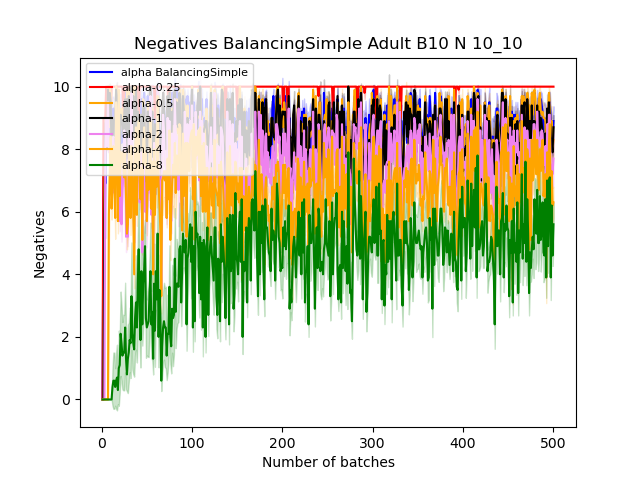 Negatives BalancingSimple Adult B10 N 10_10
alpha BalancingSimple
alpha-0.25
alpha-0.5
alpha-1
alpha-2
alpha-4
alpha-8
10
8
6
4
2
0
Negatives
0 100 200 300 400 500
Number of batches